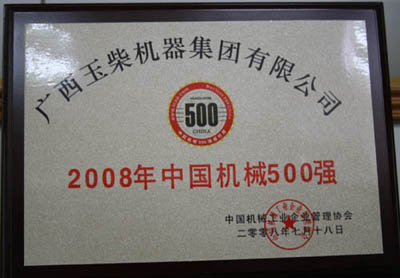 广西玉柴机器集团有限公司
500
CHINA
2008年中国机械500强
中国机械工业企业管理协会
二零零八年七月十八日